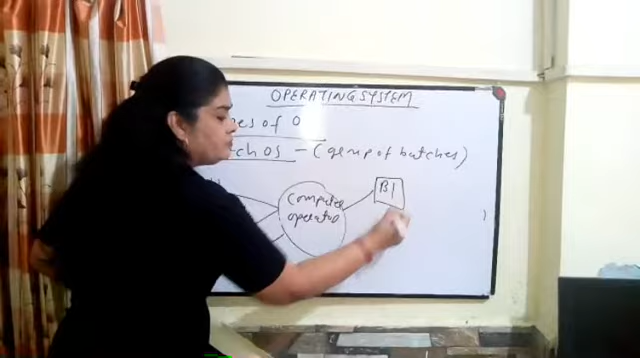 OPERATING SYSTEM
es of O
ch OS - (group of batches)
B1
Computer
operator